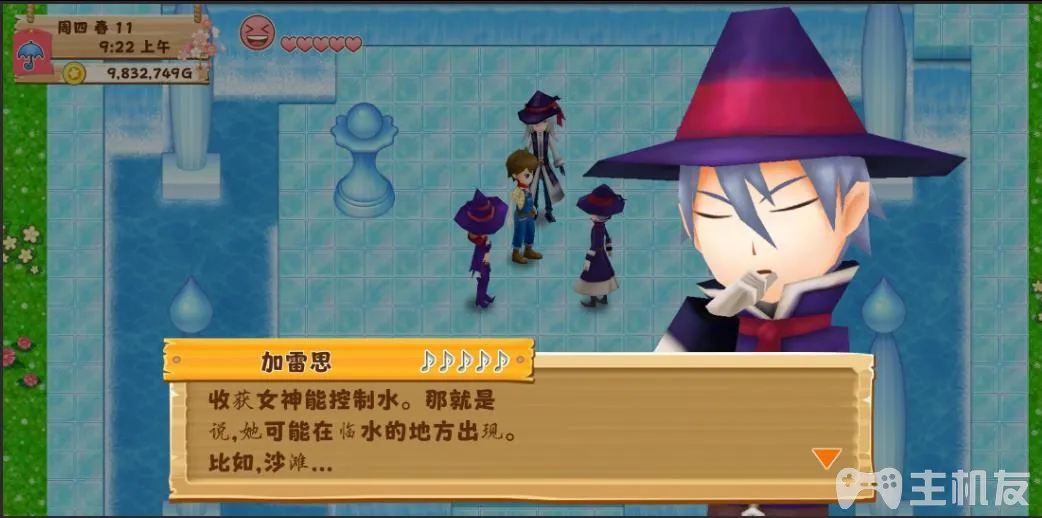 周四 春 11
9:22 上午
9,832,749G
加雷思
收获女神能控制水。那就是
说,她可能在临水的地方出现。
比如,沙滩...
主机友